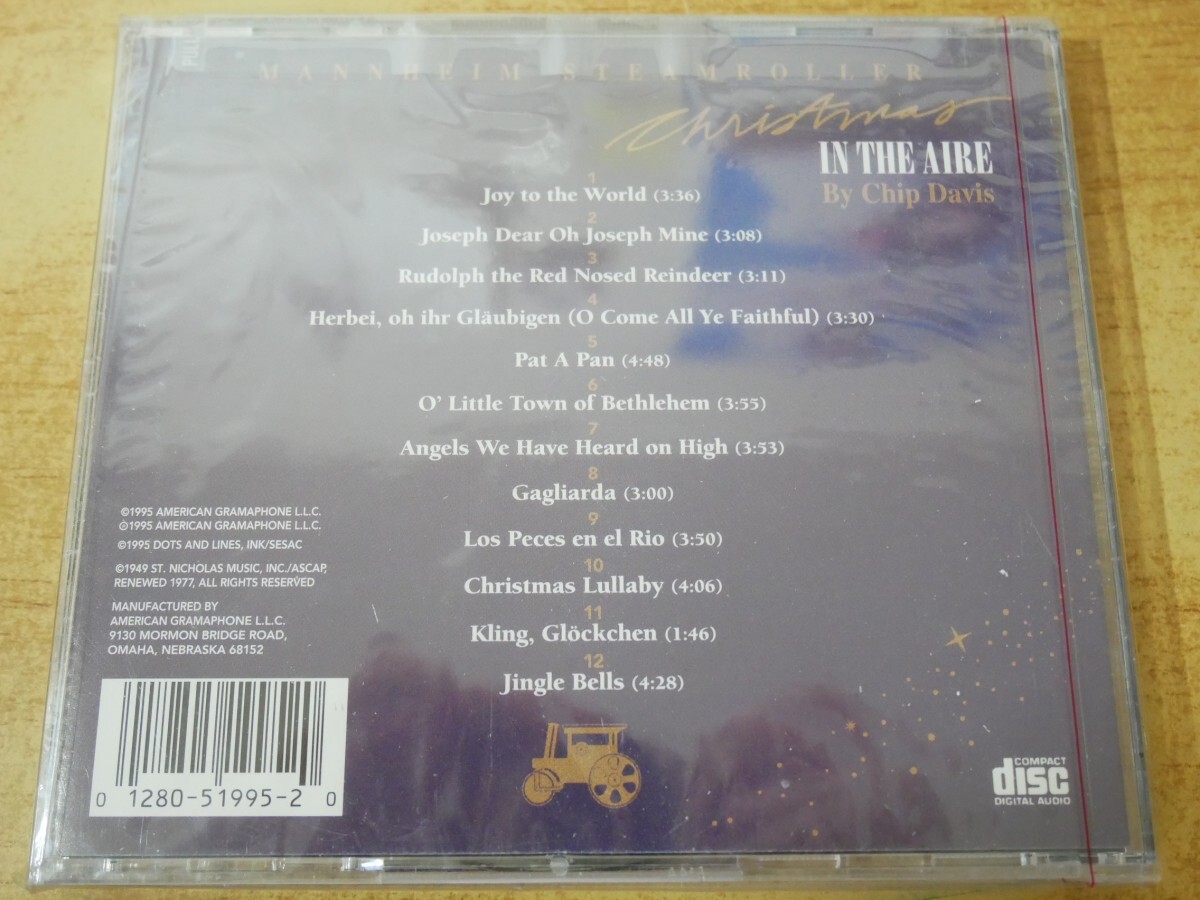 PULL
MANNHEIM STEAMROLLER
Christmas
IN THE AIRE
By Chip Davis
1
Joy to the World (3:36)
2
Joseph Dear Oh Joseph Mine (3:08)
3
Rudolph the Red Nosed Reindeer (3:11)
4
Herbei, oh ihr Gläubigen (O Come All Ye Faithful) (3:30)
5
Pat A Pan (4:48)
6
O' Little Town of Bethlehem (3:55)
7
Angels We Have Heard on High (3:53)
8
Gagliarda (3:00)
9
Los Peces en el Rio (3:50)
10
Christmas Lullaby (4:06)
11
Kling, Glöckchen (1:46)
12
Jingle Bells (4:28)
©1995 AMERICAN GRAMAPHONE L.L.C.
℗1995 AMERICAN GRAMAPHONE L.L.C.
©1995 DOTS AND LINES, INK/SESAC
©1949 ST. NICHOLAS MUSIC, INC./ASCAP,
RENEWED 1977, ALL RIGHTS RESERVED
MANUFACTURED BY
AMERICAN GRAMAPHONE L.L.C.
9130 MORMON BRIDGE ROAD,
OMAHA, NEBRASKA 68152
0 1280-51995-2 0
COMPACT
disc
DIGITAL AUDIO